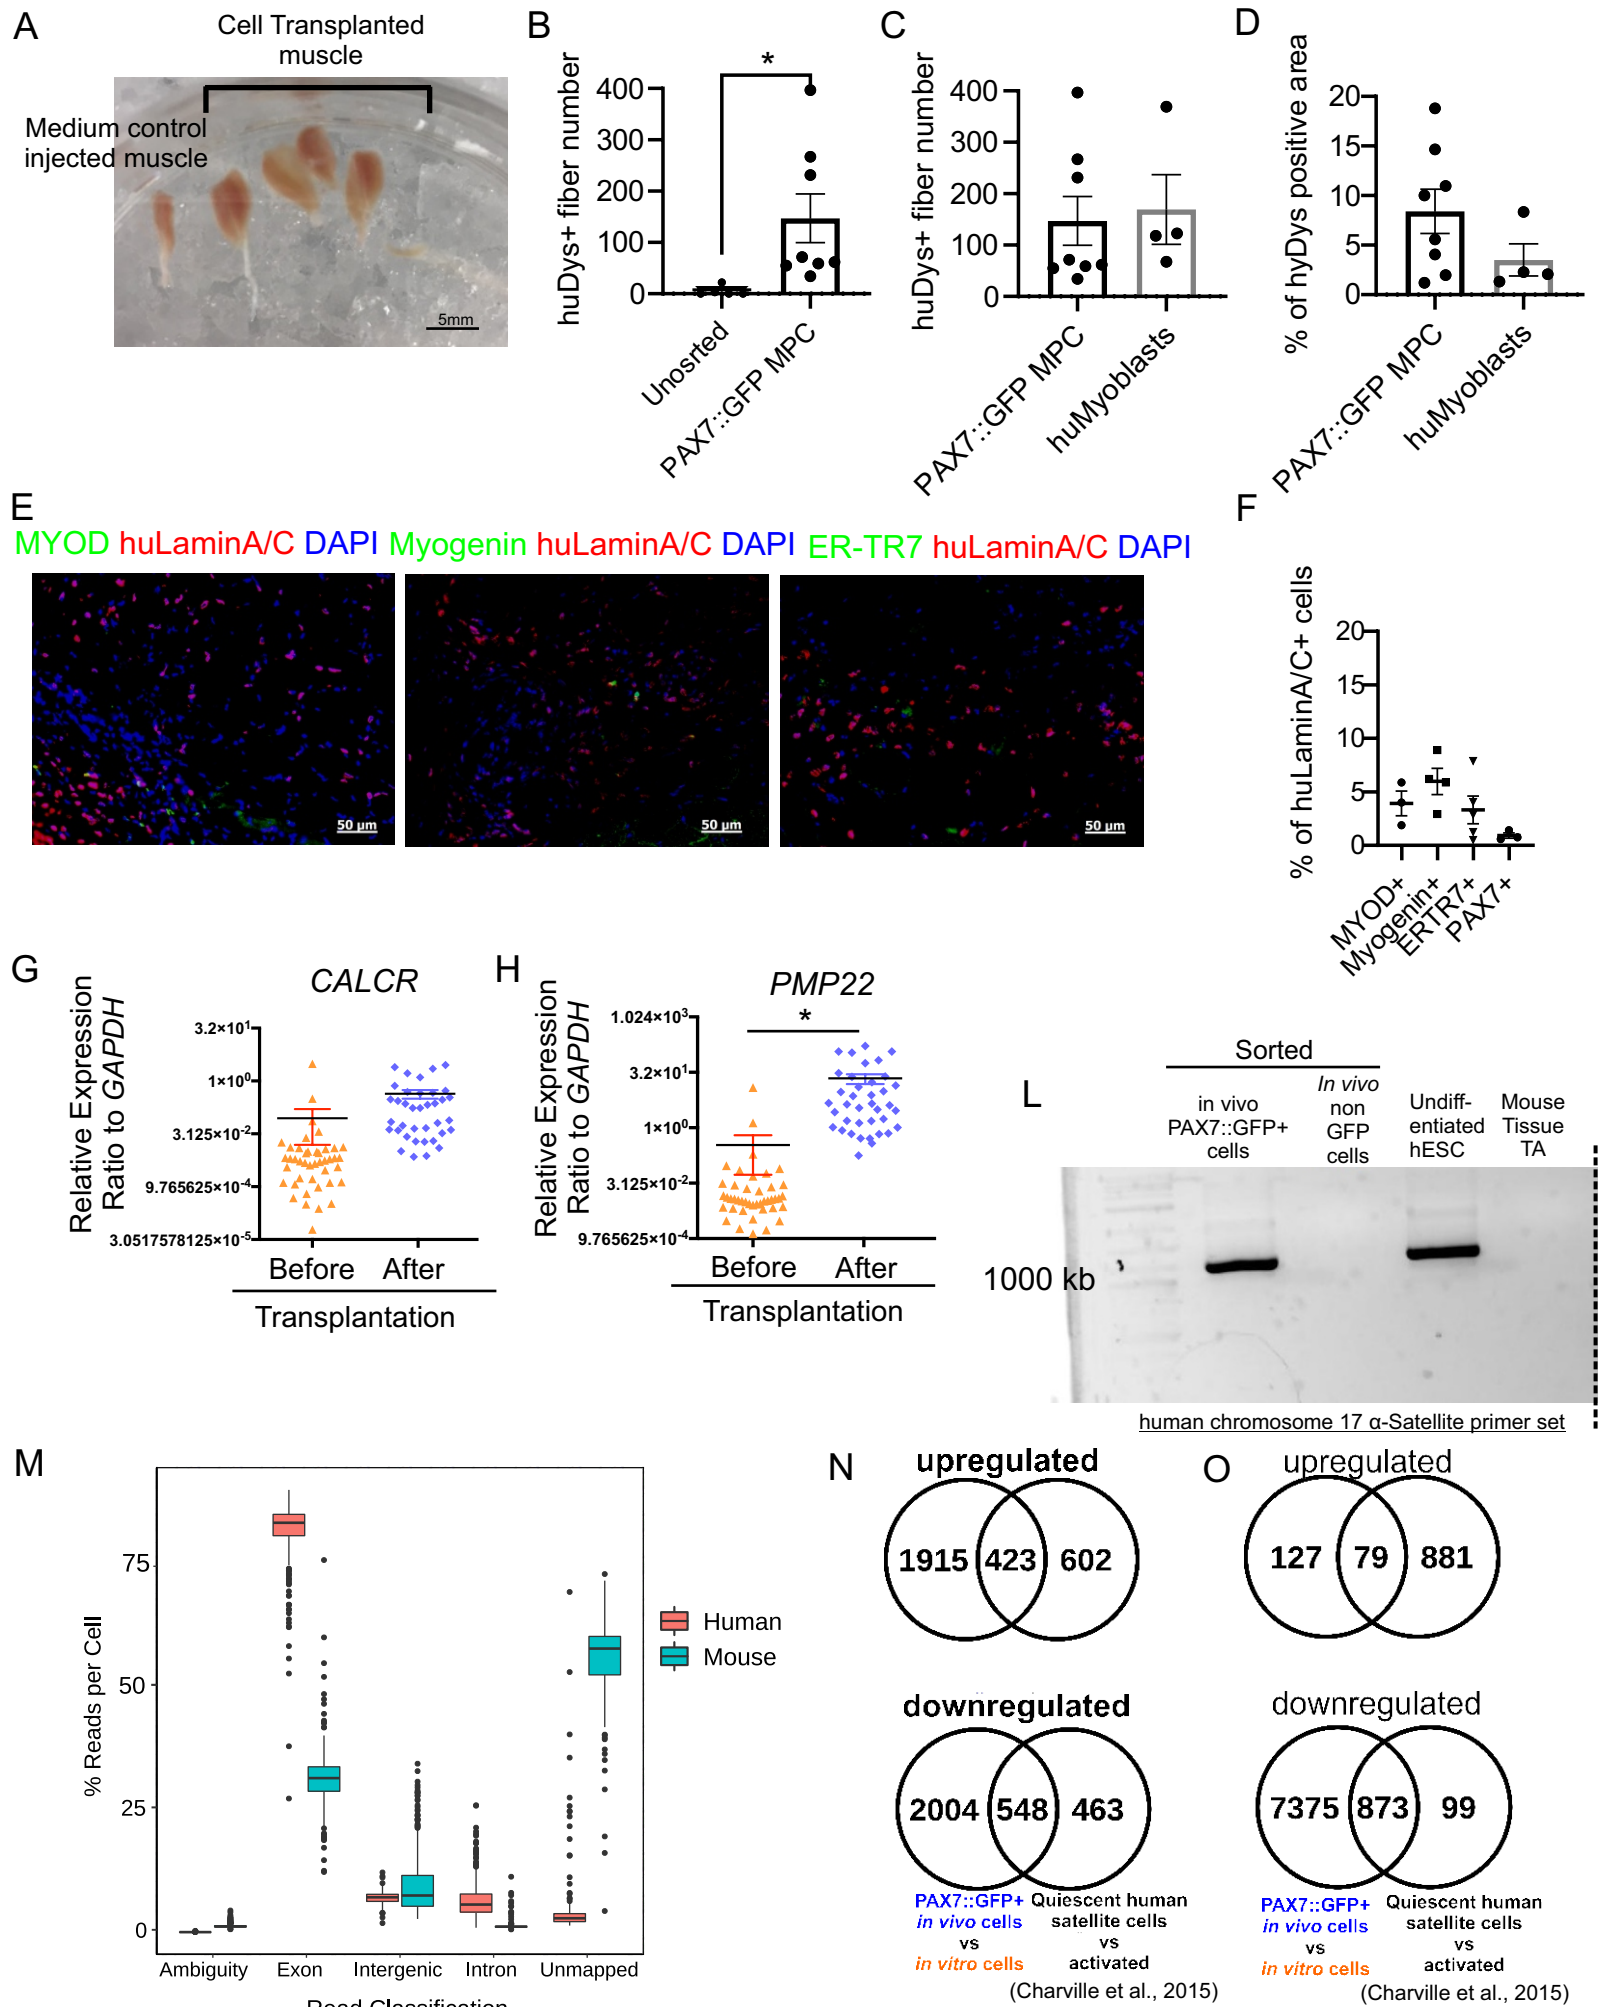 A
Cell Transplanted
muscle
Medium control
injected muscle
5mm
B
huDys+ fiber number
400
300
200
100
0
*
Unosrted
PAX7::GFP MPC
C
huDys+ fiber number
400
300
200
100
0
PAX7::GFP MPC
huMyoblasts
D
% of hyDys positive area
20
15
10
5
0
PAX7::GFP MPC
huMyoblasts
E
MYOD huLaminA/C DAPI
Myogenin huLaminA/C DAPI
ER-TR7 huLaminA/C DAPI
50 µm
50 µm
50 µm
F
% of huLaminA/C+ cells
20
15
10
5
0
MYOD+
Myogenin+
ERTR7+
PAX7+
G
CALCR
Relative Expression
Ratio to GAPDH
3.2×10¹
1×10⁰
3.125×10⁻²
9.765625×10⁻⁴
3.0517578125×10⁻⁵
Before
After
Transplantation
H
PMP22
*
Relative Expression
Ratio to GAPDH
1.024×10³
3.2×10¹
1×10⁰
3.125×10⁻²
9.765625×10⁻⁴
Before
After
Transplantation
L
Sorted
in vivo
PAX7::GFP+
cells
In vivo
non
GFP
cells
Undiff-
entiated
hESC
Mouse
Tissue
TA
1000 kb
human chromosome 17 α-Satellite primer set
M
% Reads per Cell
75
50
25
0
Ambiguity
Exon
Intergenic
Intron
Unmapped
Read Classification
Human
Mouse
N
upregulated
1915 423 602
downregulated
2004 548 463
PAX7::GFP+
in vivo cells
vs
in vitro cells
Quiescent human
satellite cells
vs
activated
(Charville et al., 2015)
O
upregulated
127 79 881
downregulated
7375 873 99
PAX7::GFP+
in vivo cells
vs
in vitro cells
Quiescent human
satellite cells
vs
activated
(Charville et al., 2015)